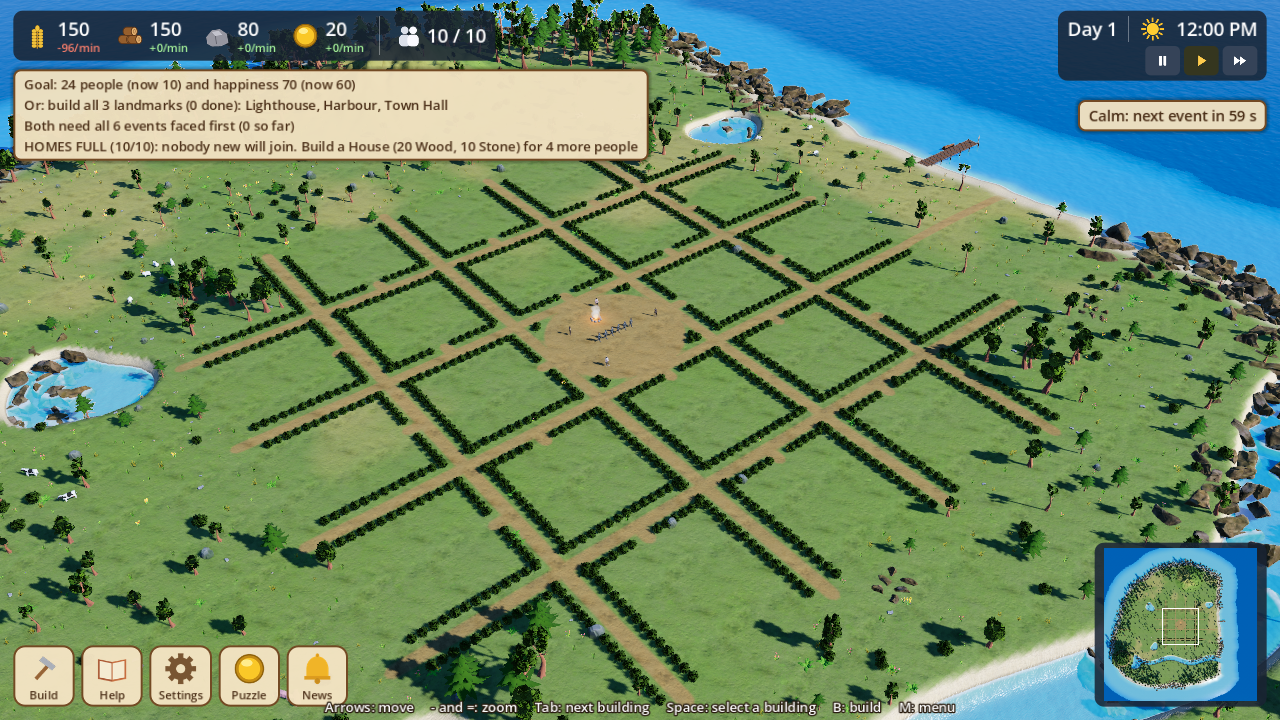 150
-96/min
150
+0/min
80
+0/min
20
+0/min
10 / 10
Day 1
12:00 PM
Goal: 24 people (now 10) and happiness 70 (now 60)
Or: build all 3 landmarks (0 done): Lighthouse, Harbour, Town Hall
Both need all 6 events faced first (0 so far)
HOMES FULL (10/10): nobody new will join. Build a House (20 Wood, 10 Stone) for 4 more people
Calm: next event in 59 s
Build
Help
Settings
Puzzle
News
Arrows: move - and =: zoom Tab: next building Space: select a building B: build M: menu